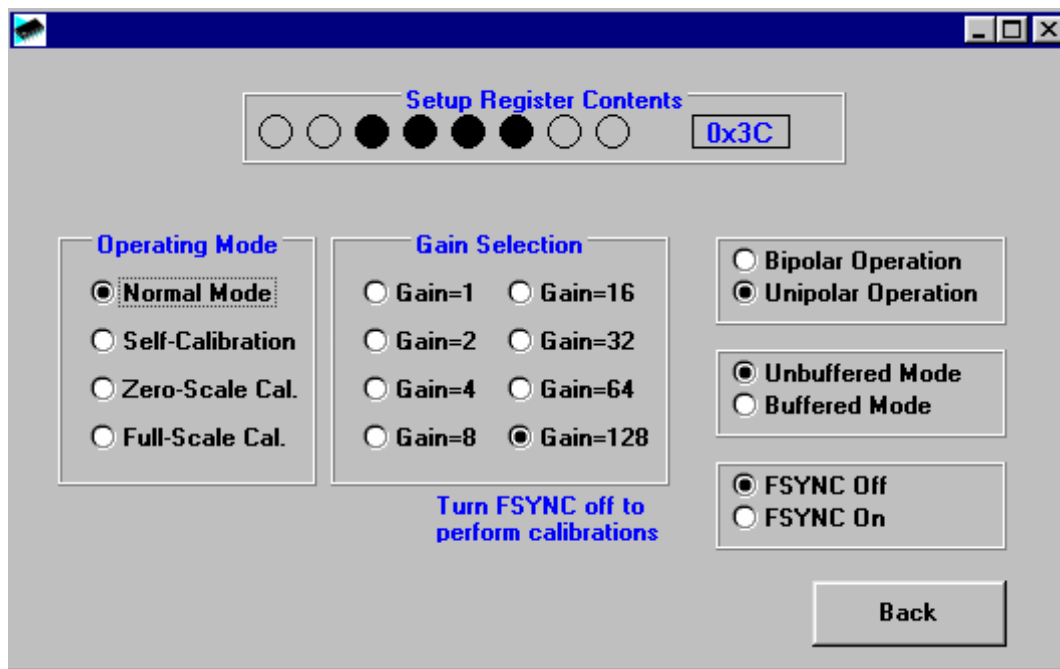 Setup Register Contents
0x3C
Operating Mode
Normal Mode
Self-Calibration
Zero-Scale Cal.
Full-Scale Cal.
Gain Selection
Gain=1 Gain=16
Gain=2 Gain=32
Gain=4 Gain=64
Gain=8 Gain=128
Turn FSYNC off to
perform calibrations
Bipolar Operation
Unipolar Operation
Unbuffered Mode
Buffered Mode
FSYNC Off
FSYNC On
Back